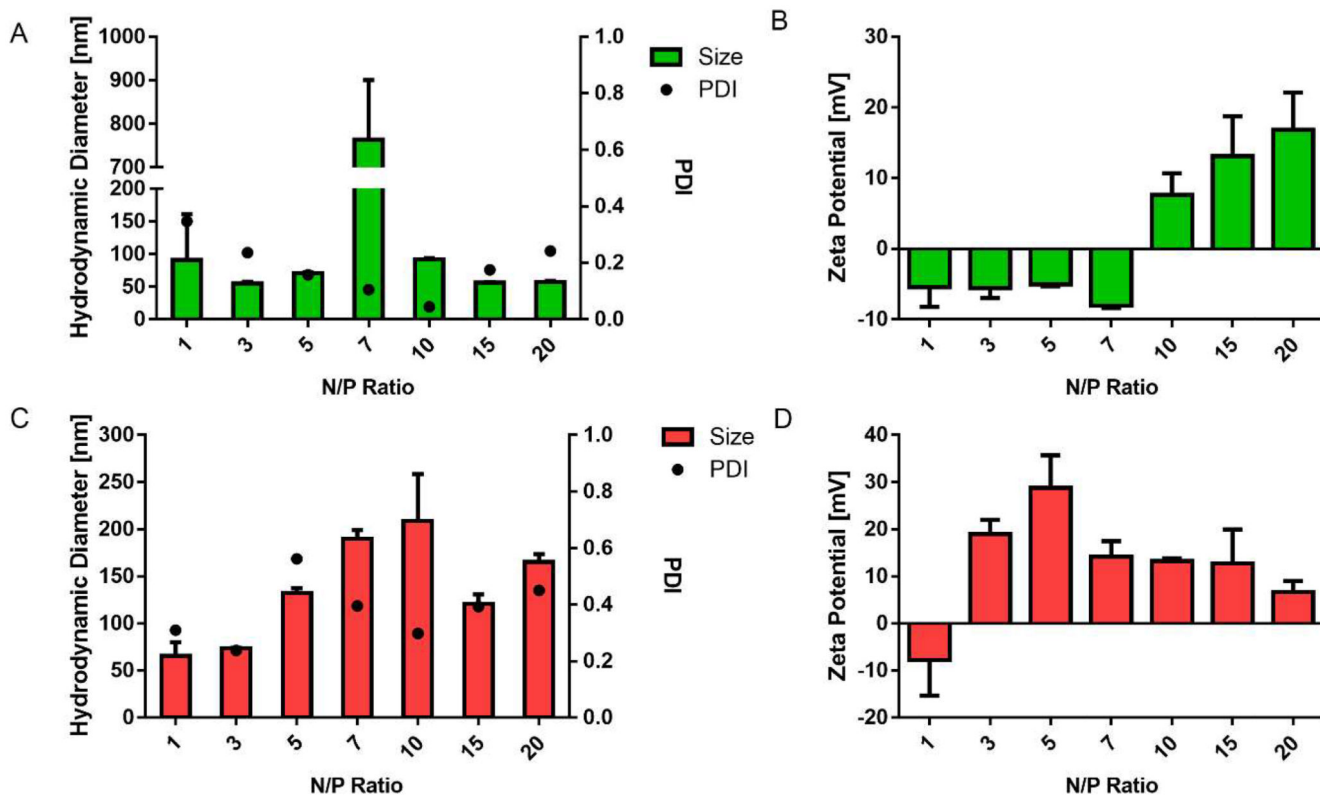 A
Hydrodynamic Diameter [nm]
1000
900
800
700
200
150
100
50
0
1.0
0.8
0.6
0.4
0.2
0.0
PDI
Size
PDI
1 3 5 7 10 15 20
N/P Ratio
B
Zeta Potential [mV]
30
20
10
0
-10
1 3 5 7 10 15 20
N/P Ratio
C
Hydrodynamic Diameter [nm]
300
250
200
150
100
50
0
1.0
0.8
0.6
0.4
0.2
0.0
PDI
Size
PDI
1 3 5 7 10 15 20
N/P Ratio
D
Zeta Potential [mV]
40
30
20
10
0
-10
-20
1 3 5 7 10 15 20
N/P Ratio